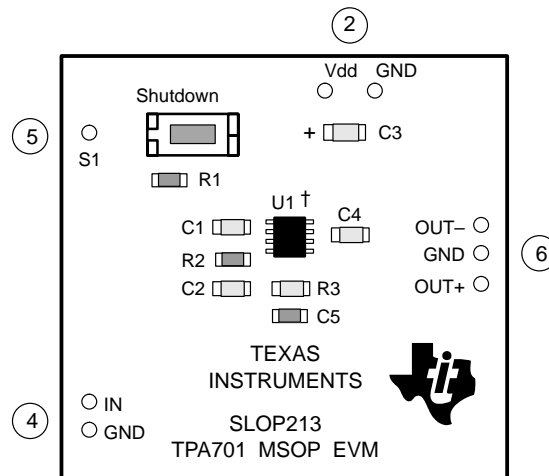 2
Vdd GND
Shutdown
5
S1
+ C3
R1
U1 †
C1
C4
OUT–
R2
GND
6
C2
R3
OUT+
C5
TEXAS
INSTRUMENTS
4
IN
GND
SLOP213
TPA701 MSOP EVM